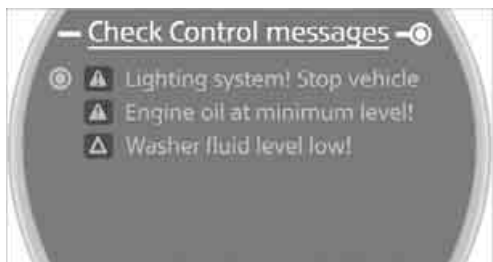 Check Control messages
Lighting system! Stop vehicle
Engine oil at minimum level!
Washer fluid level low!